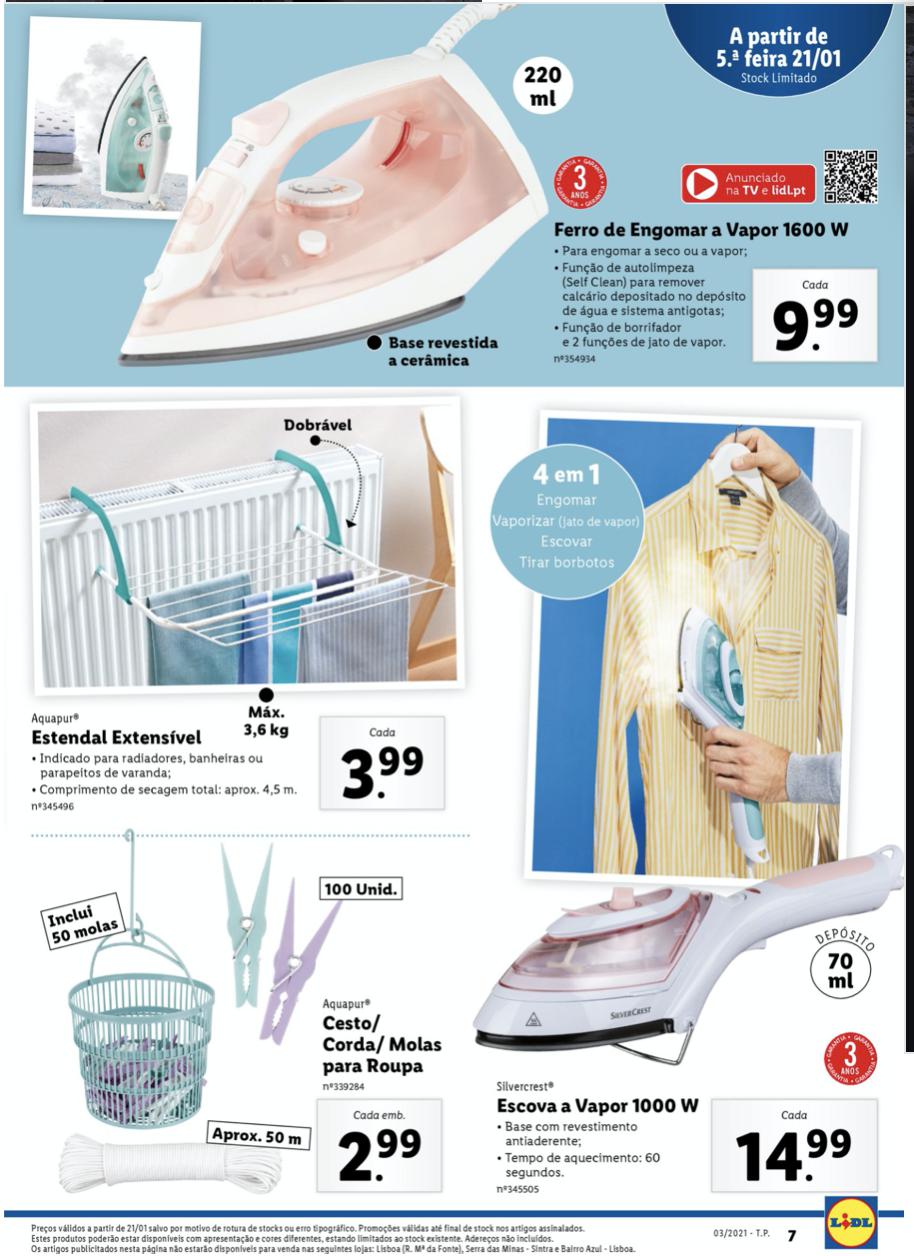 A partir de
5.ª feira 21/01
Stock Limitado
220
ml
GARANTIA • GARANTIA • GARANTIA •
3
ANOS
Anunciado
na TV e lidl.pt
Ferro de Engomar a Vapor 1600 W
• Para engomar a seco ou a vapor;
• Função de autolimpeza
(Self Clean) para remover
calcário depositado no depósito
de água e sistema antigotas;
• Função de borrifador
e 2 funções de jato de vapor.
nº354934
Cada
9.99
Base revestida
a cerâmica
Dobrável
4 em 1
Engomar
Vaporizar (jato de vapor)
Escovar
Tirar borbotos
Máx.
3,6 kg
Aquapur®
Estendal Extensível
• Indicado para radiadores, banheiras ou
parapeitos de varanda;
• Comprimento de secagem total: aprox. 4,5 m.
nº345496
Cada
3.99
Inclui
50 molas
100 Unid.
Aquapur®
Cesto/
Corda/ Molas
para Roupa
nº339284
Aprox. 50 m
Cada emb.
2.99
DEPÓSITO
70
ml
SILVERCREST
GARANTIA • GARANTIA • GARANTIA •
3
ANOS
Silvercrest®
Escova a Vapor 1000 W
• Base com revestimento
antiaderente;
• Tempo de aquecimento: 60
segundos.
nº345505
Cada
14.99
Preços válidos a partir de 21/01 salvo por motivo de rotura de stocks ou erro tipográfico. Promoções válidas até final de stock nos artigos assinalados.
Estes produtos poderão estar disponíveis com apresentação e cores diferentes, estando limitados ao stock existente. Adereços não incluídos.
Os artigos publicitados nesta página não estarão disponíveis para venda nas seguintes lojas: Lisboa (R. Mª da Fonte), Serra das Minas - Sintra e Bairro Azul - Lisboa.
03/2021 - T.P.
7
LIDL